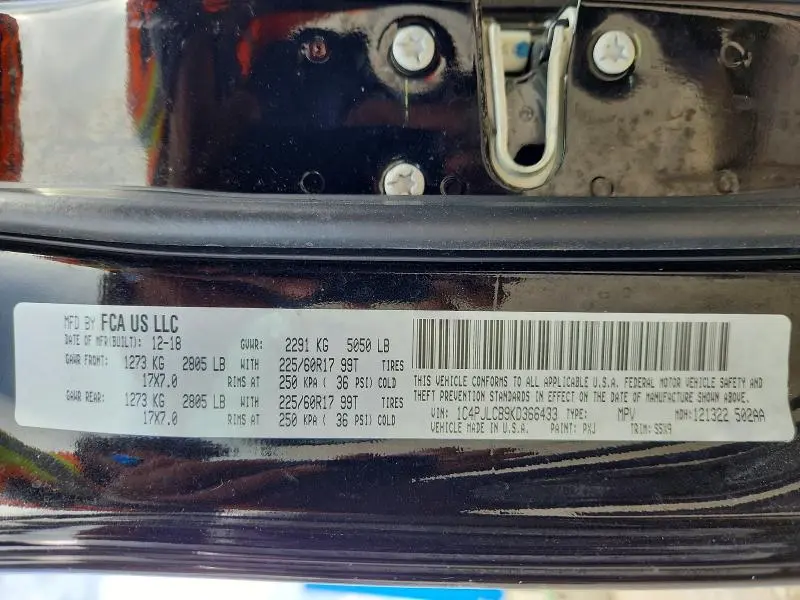 MFD BY FCA US LLC
DATE OF MFR(BUILT): 12-18 GVWR: 2291 KG 5050 LB
GAWR FRONT: 1273 KG 2805 LB WITH 225/60R17 99T TIRES
17X7.0 RIMS AT 250 KPA ( 36 PSI) COLD
GAWR REAR: 1273 KG 2805 LB WITH 225/60R17 99T TIRES
17X7.0 RIMS AT 250 KPA ( 36 PSI) COLD
THIS VEHICLE CONFORMS TO ALL APPLICABLE U.S.A. FEDERAL MOTOR VEHICLE SAFETY AND
THEFT PREVENTION STANDARDS IN EFFECT ON THE DATE OF MANUFACTURE SHOWN ABOVE.
VIN: 1C4PJLCB9KD366433 TYPE: MPV MDH: 121322 502AA
VEHICLE MADE IN U.S.A. PAINT: PXJ TRIM: S5X9